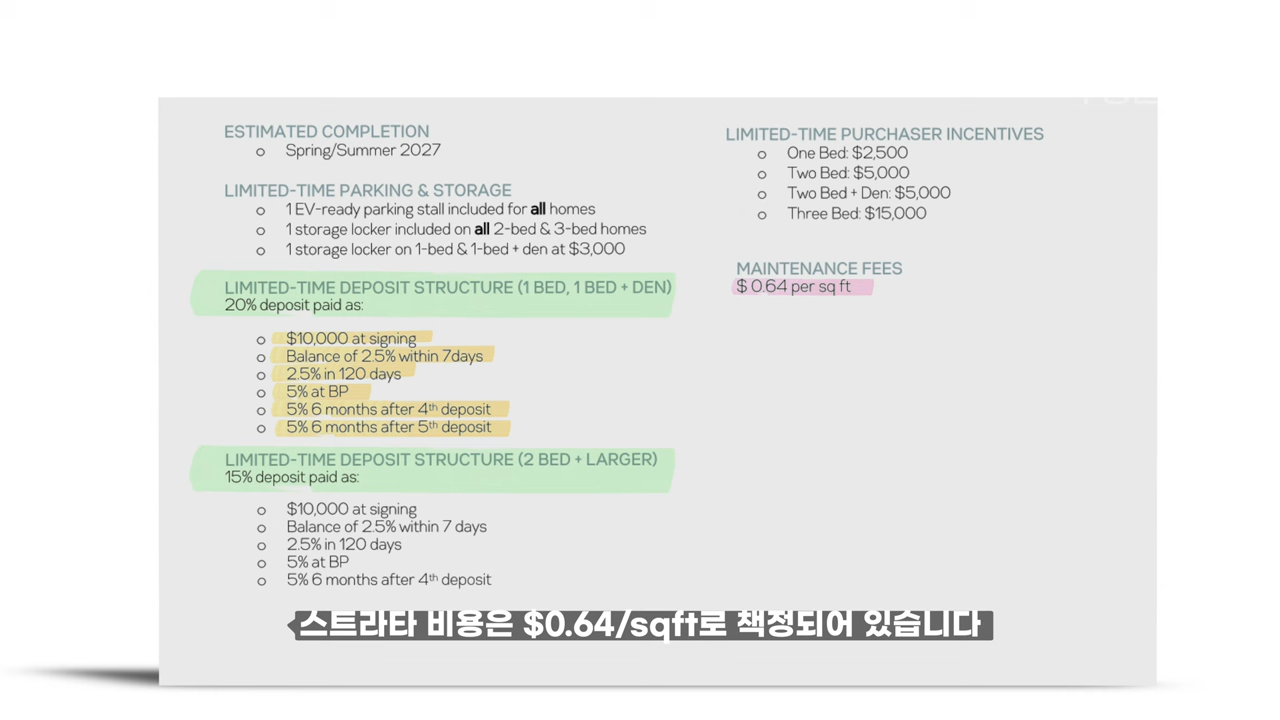 ESTIMATED COMPLETION
o Spring/Summer 2027
LIMITED-TIME PARKING & STORAGE
o 1 EV-ready parking stall included for all homes
o 1 storage locker included on all 2-bed & 3-bed homes
o 1 storage locker on 1-bed & 1-bed + den at $3,000
LIMITED-TIME DEPOSIT STRUCTURE (1 BED, 1 BED + DEN)
20% deposit paid as:
o $10,000 at signing
o Balance of 2.5% within 7days
o 2.5% in 120 days
o 5% at BP
o 5% 6 months after 4th deposit
o 5% 6 months after 5th deposit
LIMITED-TIME DEPOSIT STRUCTURE (2 BED + LARGER)
15% deposit paid as:
o $10,000 at signing
o Balance of 2.5% within 7 days
o 2.5% in 120 days
o 5% at BP
o 5% 6 months after 4th deposit
LIMITED-TIME PURCHASER INCENTIVES
o One Bed: $2,500
o Two Bed: $5,000
o Two Bed + Den: $5,000
o Three Bed: $15,000
MAINTENANCE FEES
$ 0.64 per sq ft
스트라타 비용은 $0.64/sqft로 책정되어 있습니다